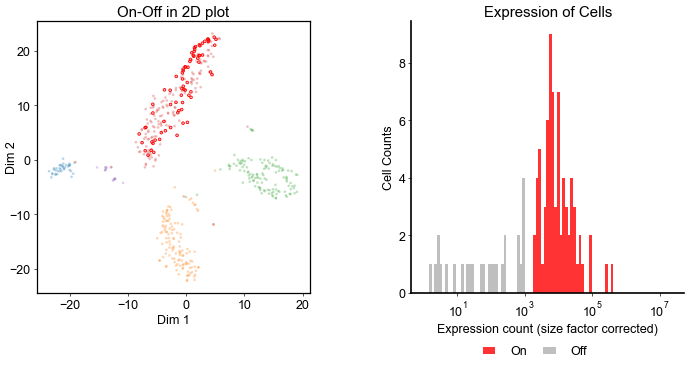 On-Off in 2D plot
20
10
0
−10
−20
Dim 2
−20 −10 0 10 20
Dim 1
Expression of Cells
8
6
4
2
0
Cell Counts
10^1 10^3 10^5 10^7
Expression count (size factor corrected)
On Off